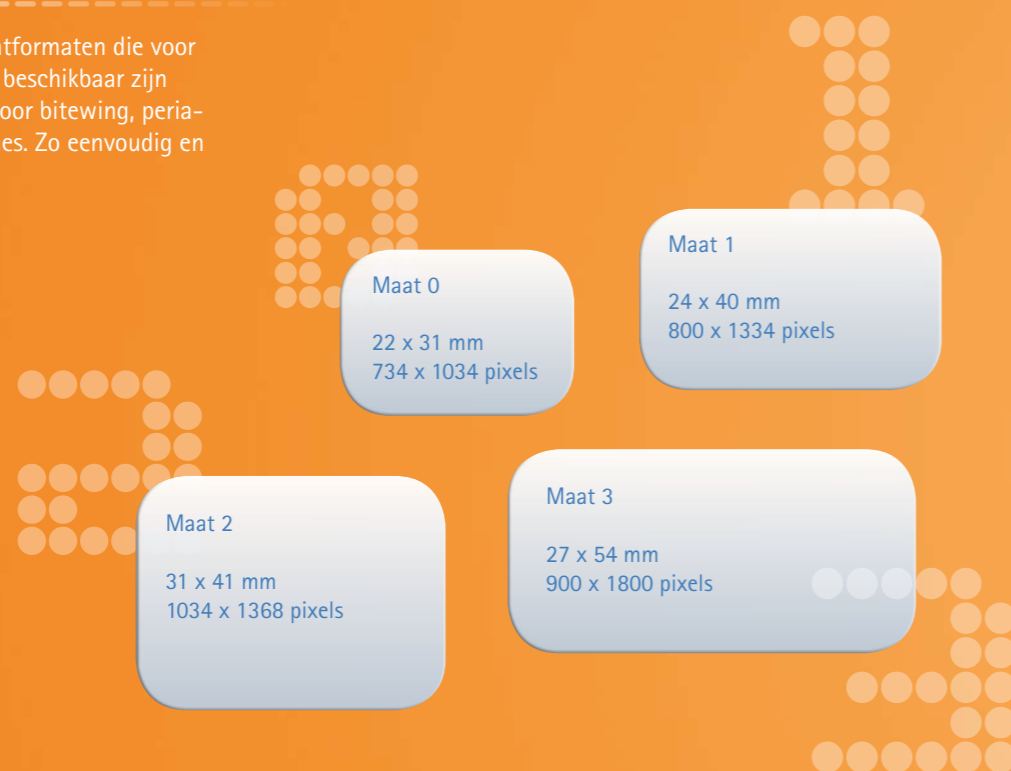 tformaten die voor
beschikbaar zijn
oor bitewing, peria-
es. Zo eenvoudig en
Maat 0
22 x 31 mm
734 x 1034 pixels
Maat 1
24 x 40 mm
800 x 1334 pixels
Maat 2
31 x 41 mm
1034 x 1368 pixels
Maat 3
27 x 54 mm
900 x 1800 pixels